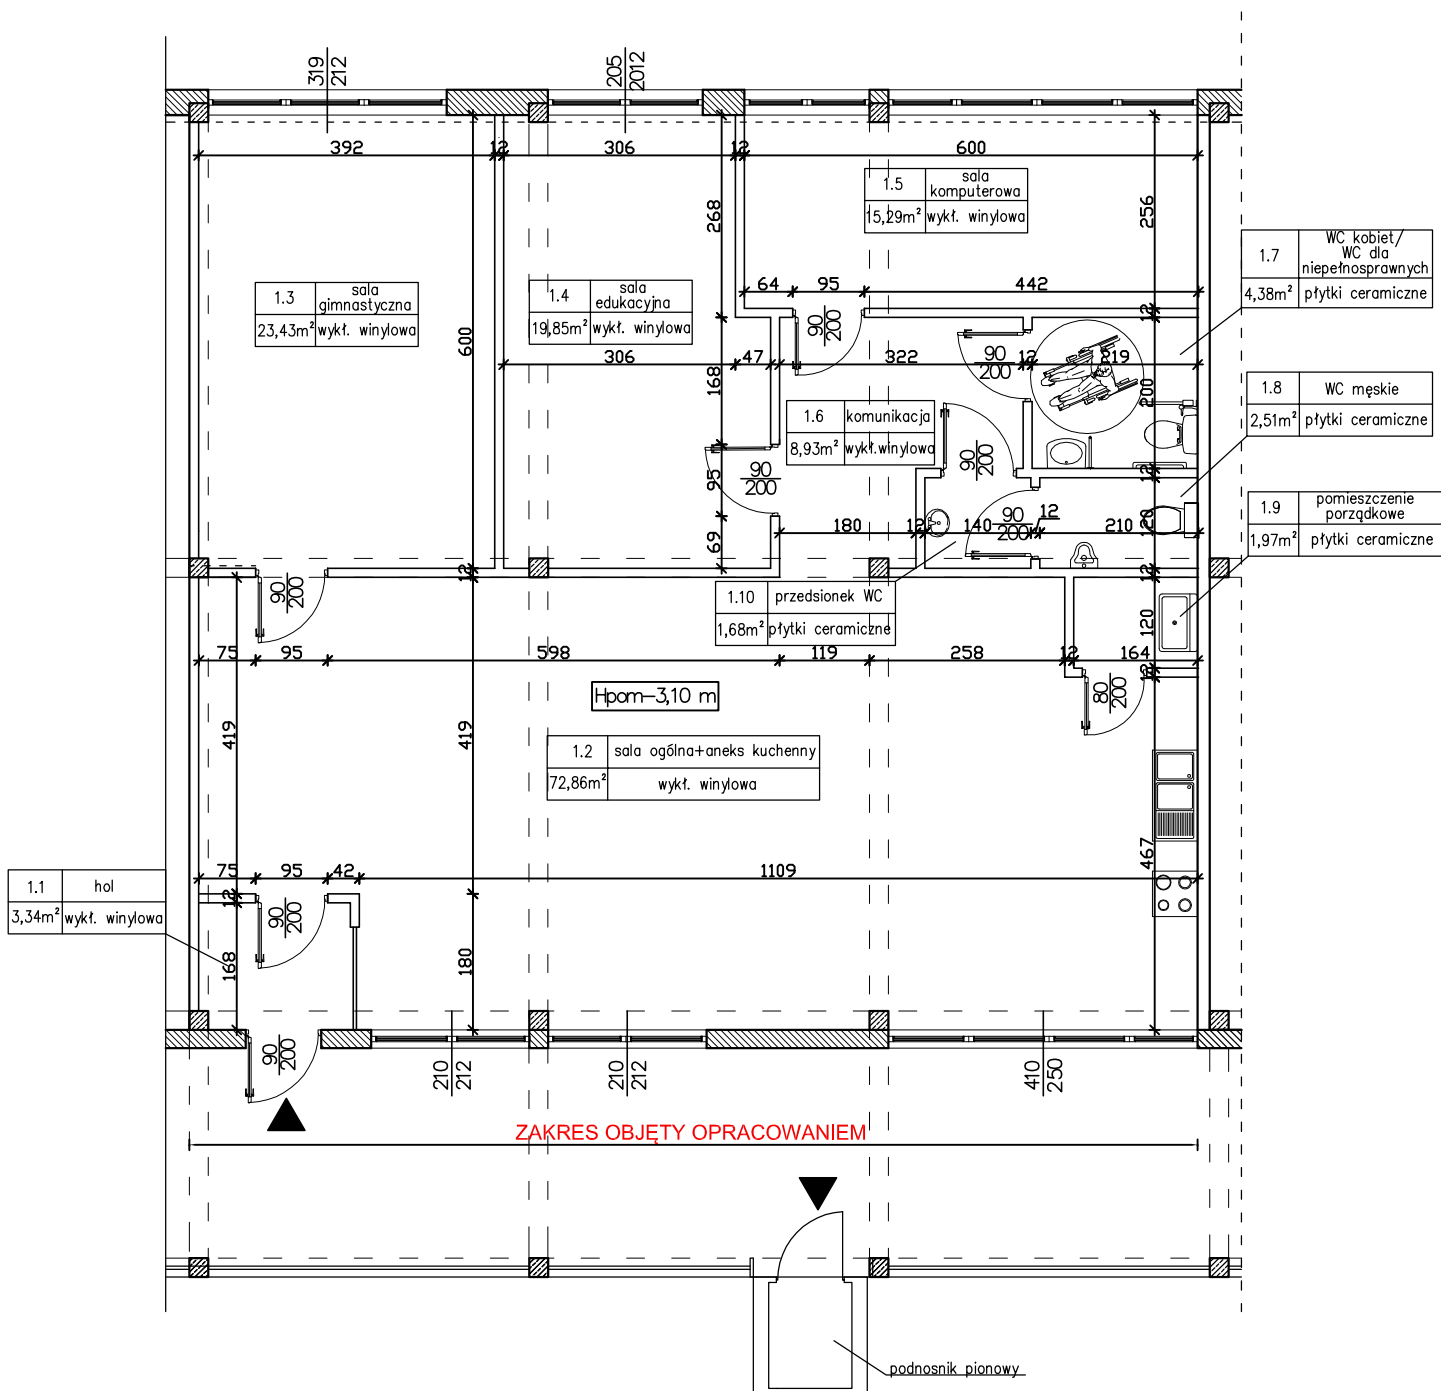 319
212
205
2012
392
12
306
12
600
1.5
sala
komputerowa
15,29m² wykł. winylowa
268
256
1.7
WC kobiet/
WC dla
niepełnosprawnych
4,38m² płytki ceramiczne
1.3
sala
gimnastyczna
23,43m² wykł. winylowa
1.4
sala
edukacyjna
19,85m² wykł. winylowa
64
95
442
12
90
200
600
306
47
168
322
90
200
12
219
200
1.8
WC męskie
2,51m² płytki ceramiczne
1.6
komunikacja
8,93m² wykł.winylowa
90
200
95
90
200
12
1.9
pomieszczenie
porządkowe
1,97m² płytki ceramiczne
69
180
12
140
90
200
12
210
120
12
90
200
12
1.10
przedsionek WC
1,68m² płytki ceramiczne
120
75
95
598
119
258
12
164
12
80
200
Hpom–3,10 m
419
419
1.2
sala ogólna+aneks kuchenny
72,86m²
wykł. winylowa
467
75
95
42
1109
1.1
hol
3,34m² wykł. winylowa
12
90
200
168
180
90
200
210
212
210
212
410
250
ZAKRES OBJĘTY OPRACOWANIEM
podnosnik pionowy